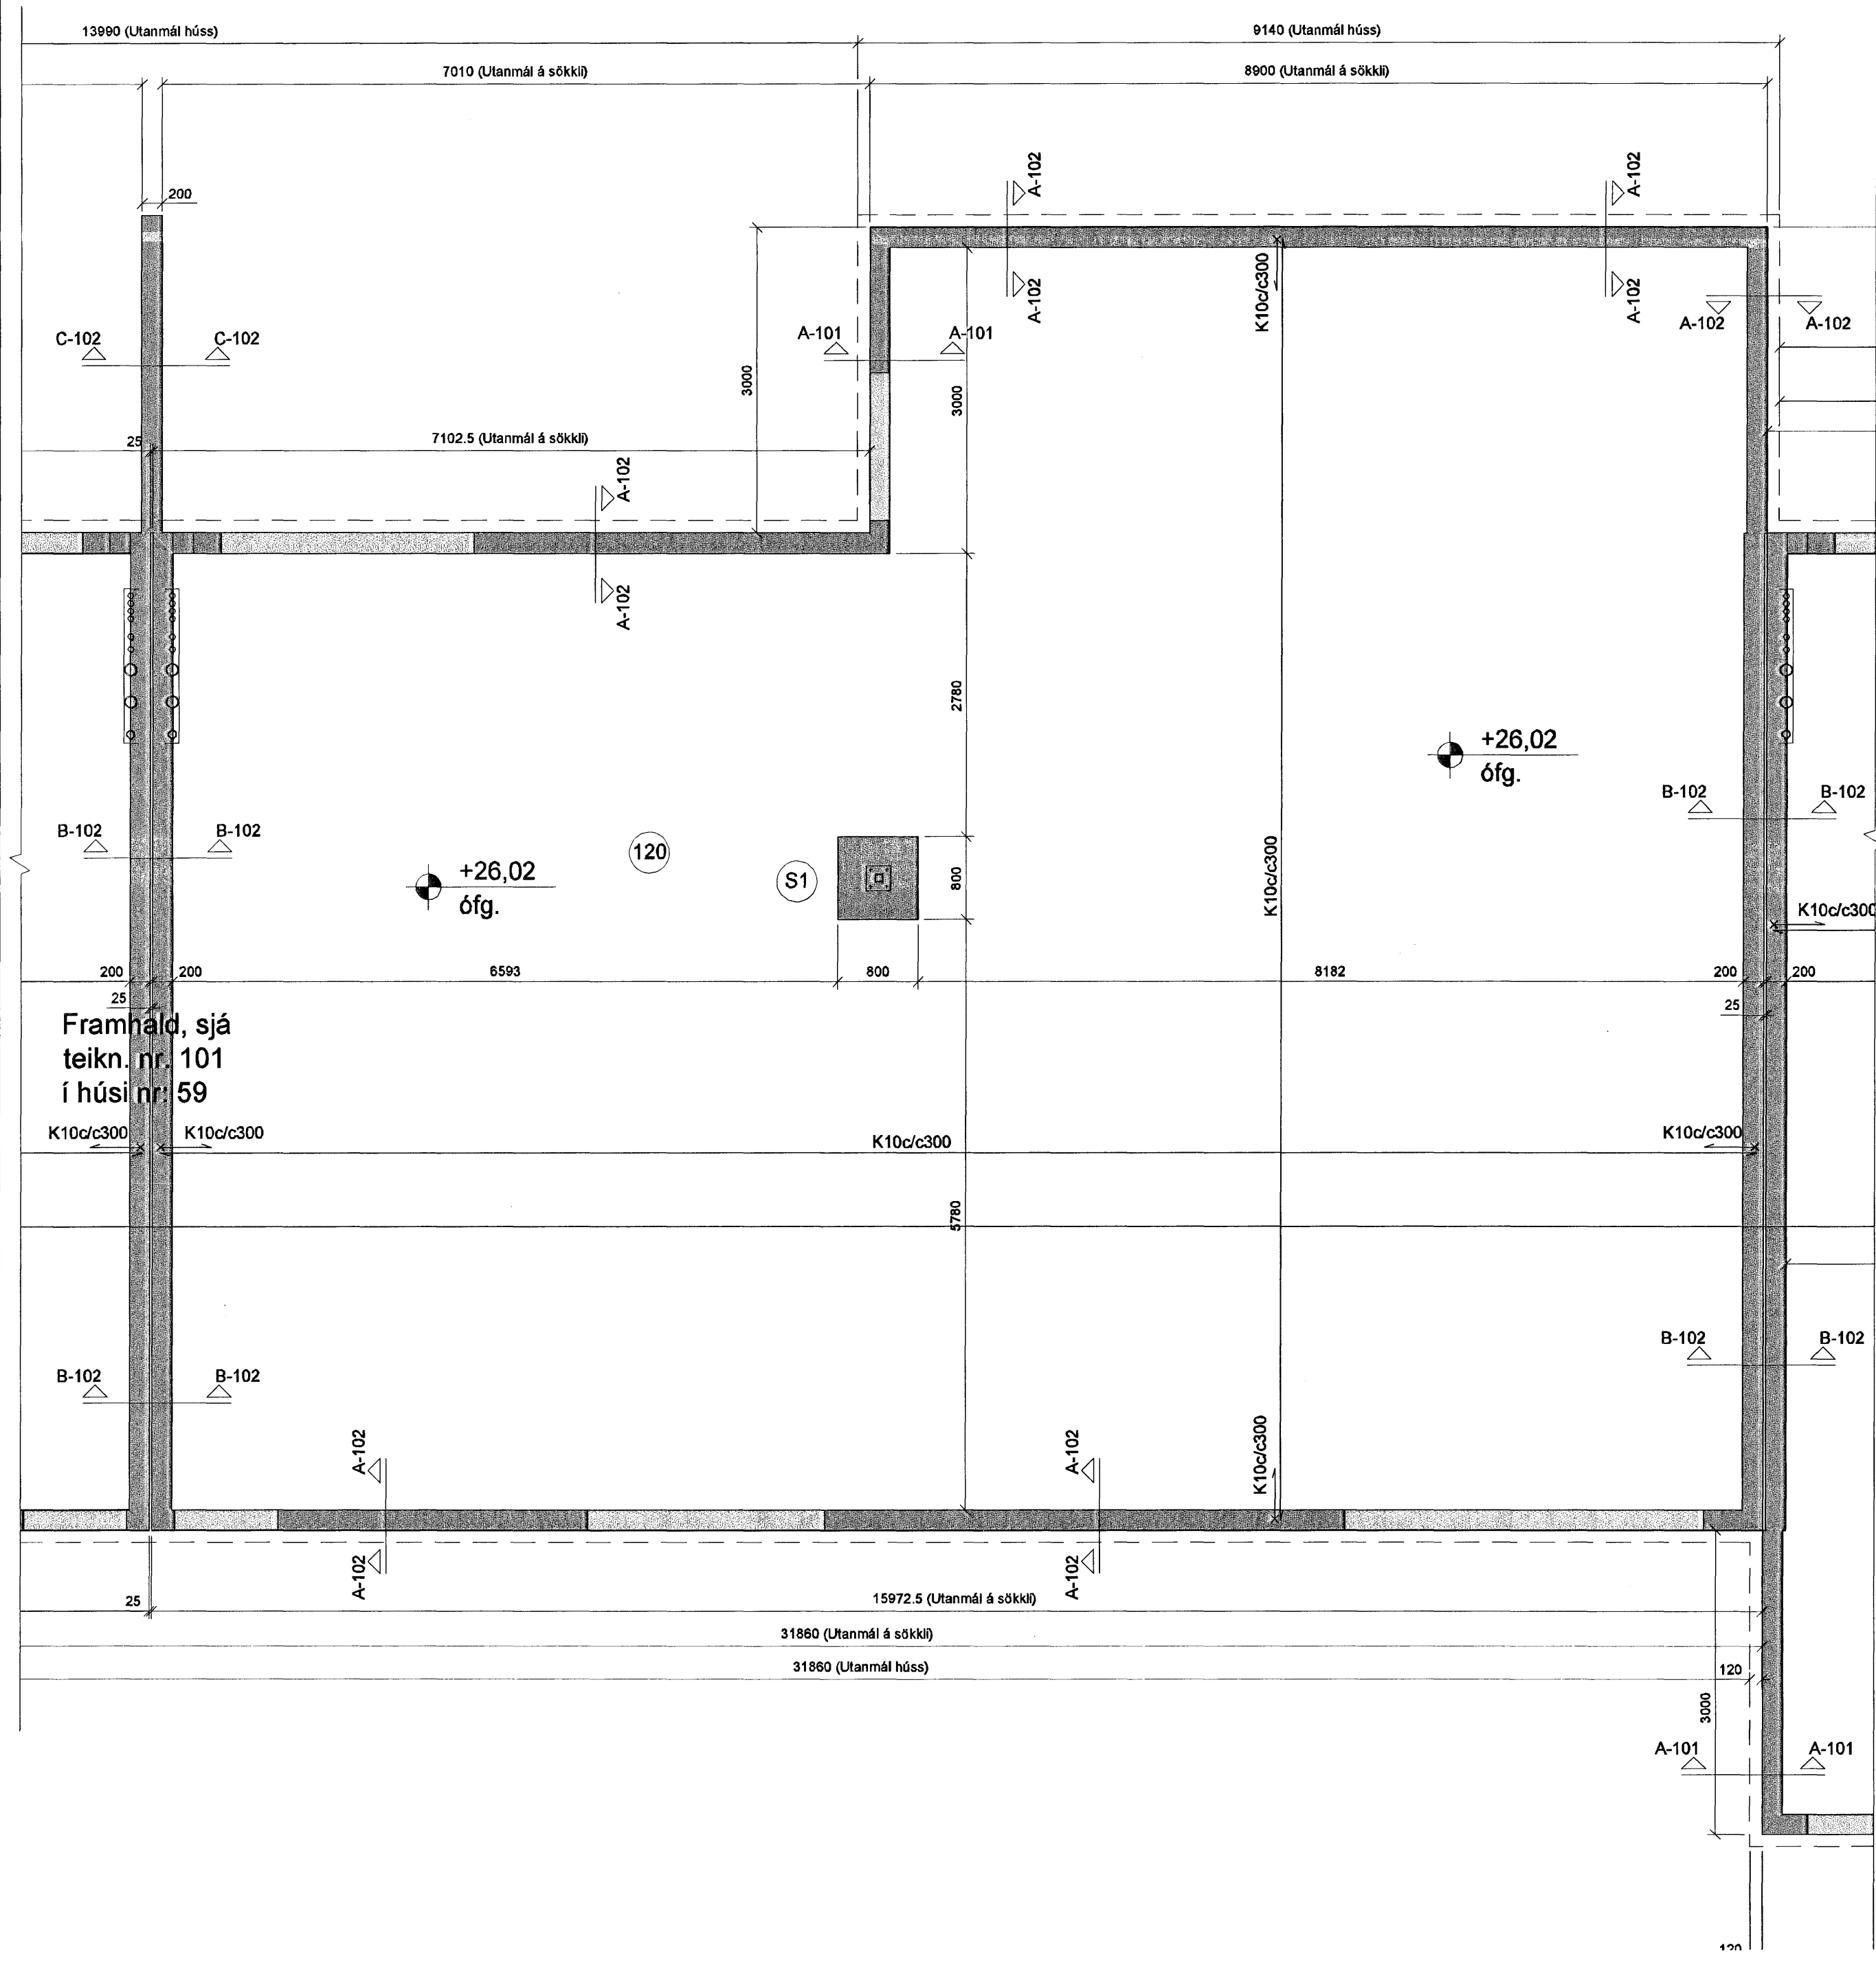 13990 (Utanmál húss)
9140 (Utanmál húss)
7010 (Utanmál á sökkli)
8900 (Utanmál á sökkli)
200
A-102
A-102
K10c/c300
A-102
A-102
A-102
A-102
C-102
C-102
A-101
A-101
3000
3000
25
7102.5 (Utanmál á sökkli)
A-102
A-102
2780
+26,02
ófg.
B-102
B-102
B-102
B-102
120
+26,02
ófg.
S1
800
K10c/c300
K10c/c300
200
200
6593
800
8182
200
200
25
25
Framhald, sjá
teikn. nr. 101
í húsi nr: 59
K10c/c300
K10c/c300
K10c/c300
K10c/c300
5780
B-102
B-102
B-102
B-102
A-102
A-102
K10c/c300
A-102
A-102
25
15972.5 (Utanmál á sökkli)
31860 (Utanmál á sökkli)
31860 (Utanmál húss)
120
3000
A-101
A-101
120